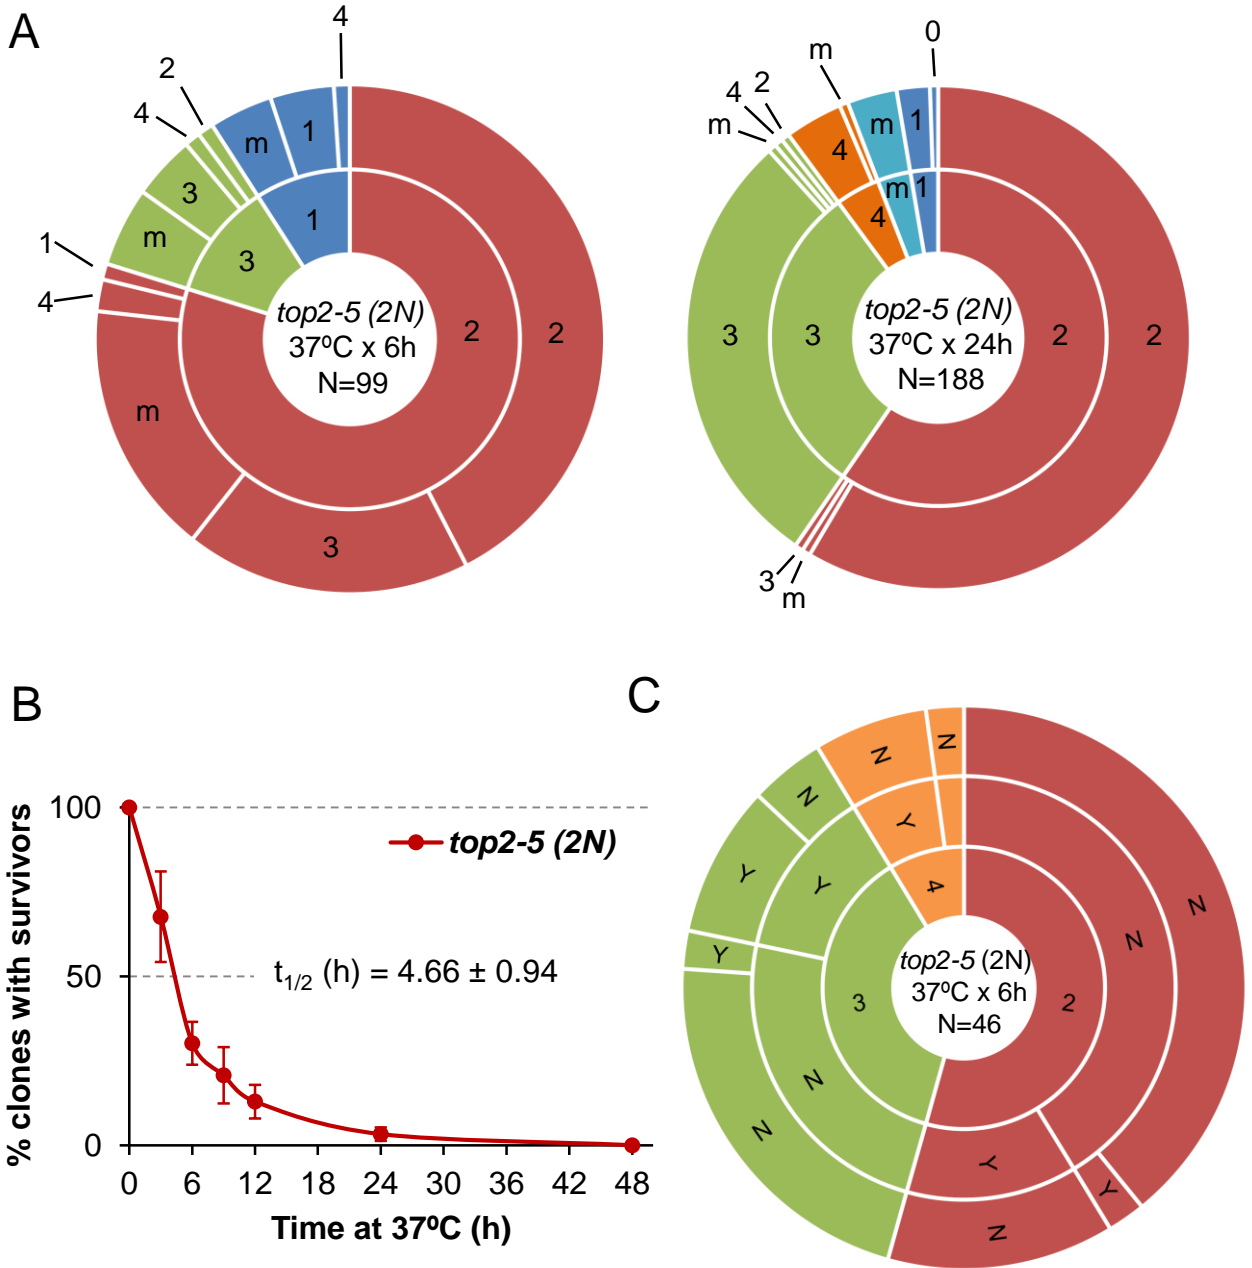 A
4
2
4
m
1
3
m
1
3
1
4
2
2
top2-5 (2N)
37ºC x 6h
N=99
m
3
0
m
2
4
m
m
1
4
m
1
4
3
3
2
2
top2-5 (2N)
37ºC x 24h
N=188
3
m
B
% clones with survivors
100
50
0
top2-5 (2N)
t1/2 (h) = 4.66 ± 0.94
0 6 12 18 24 30 36 42 48
Time at 37ºC (h)
C
N
N
N
Y
Y
Y
4
N
N
Y
3
2
top2-5 (2N)
37ºC x 6h
N=46
N
N
Y
Y
N